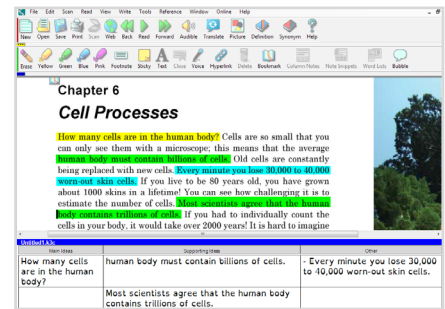 File Edit Scan Read View Write Tools Reference Window Online Help
New Open Save Print Scan Web Back Read Forward Audible Translate Picture Definition Synonym Help
Erase Yellow Green Blue Pink Footnote Sticky Text Close Voice Hyperlink Delete Bookmark Column Notes Note Snippets Word Lists Bubble
Chapter 6
Cell Processes
How many cells are in the human body? Cells are so small that you
can only see them with a microscope; this means that the average
human body must contain billions of cells. Old cells are constantly
being replaced with new cells. Every minute you lose 30,000 to 40,000
worn-out skin cells. If you live to be 80 years old, you have grown
about 1000 skins in a lifetime! You can see how challenging it is to
estimate the number of cells. Most scientists agree that the human
body contains trillions of cells. If you had to individually count the
cells in your body, it would take over 2000 years! It is hard to imagine
Untitled1.k3c
Main Ideas Supporting Ideas Other
How many cells
are in the human
body?
human body must contain billions of cells.
- Every minute you lose 30,000
to 40,000 worn-out skin cells.
Most scientists agree that the human body
contains trillions of cells.